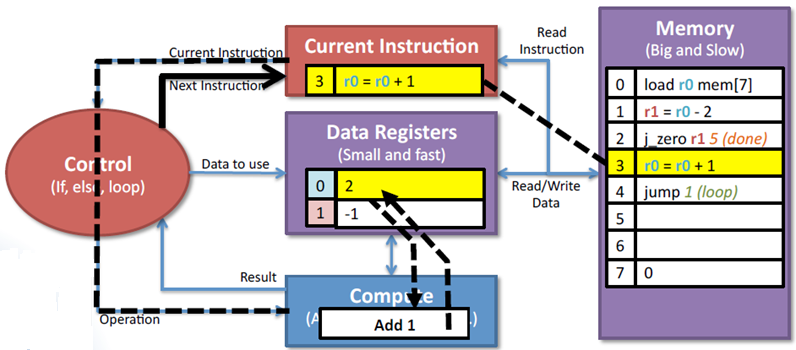 Current Instruction
Next Instruction
Current Instruction
3 r0 = r0 + 1
Read
Instruction
Memory
(Big and Slow)
0 load r0 mem[7]
1 r1 = r0 - 2
2 j_zero r1 5 (done)
3 r0 = r0 + 1
4 jump 1 (loop)
5
6
7 0
Control
(If, else, loop)
Data to use
Data Registers
(Small and fast)
0 2
1 -1
Read/Write
Data
Result
Operation
Compute
Add 1